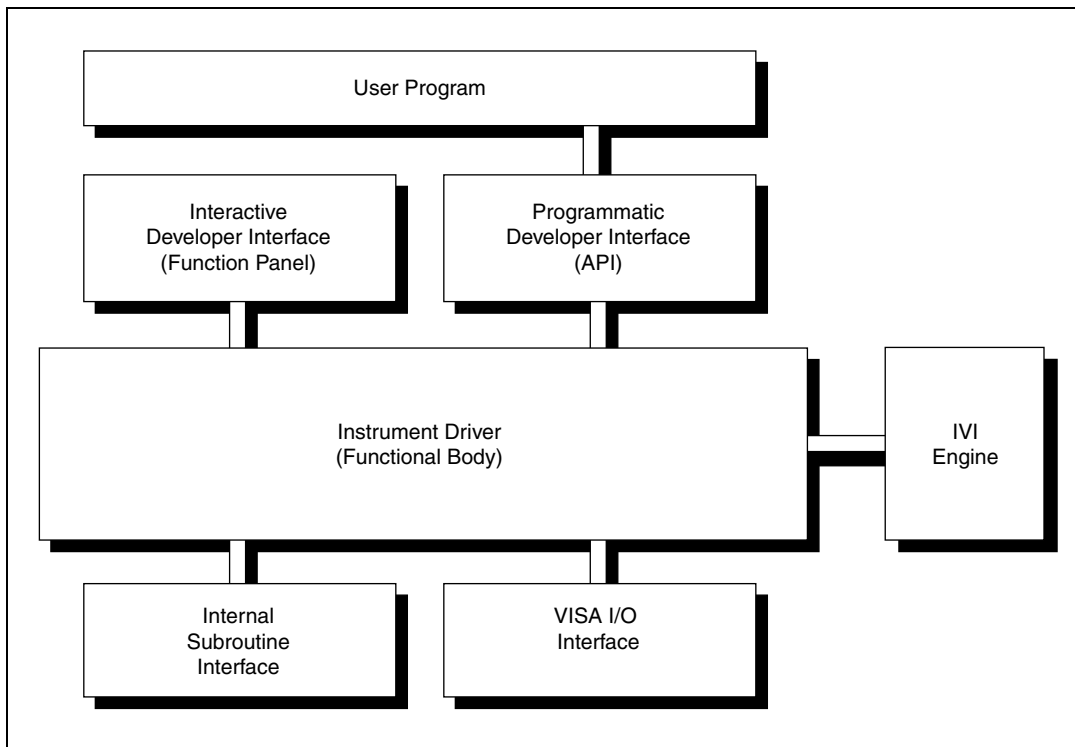 User Program
Interactive
Developer Interface
(Function Panel)
Programmatic
Developer Interface
(API)
Instrument Driver
(Functional Body)
IVI
Engine
Internal
Subroutine
Interface
VISA I/O
Interface